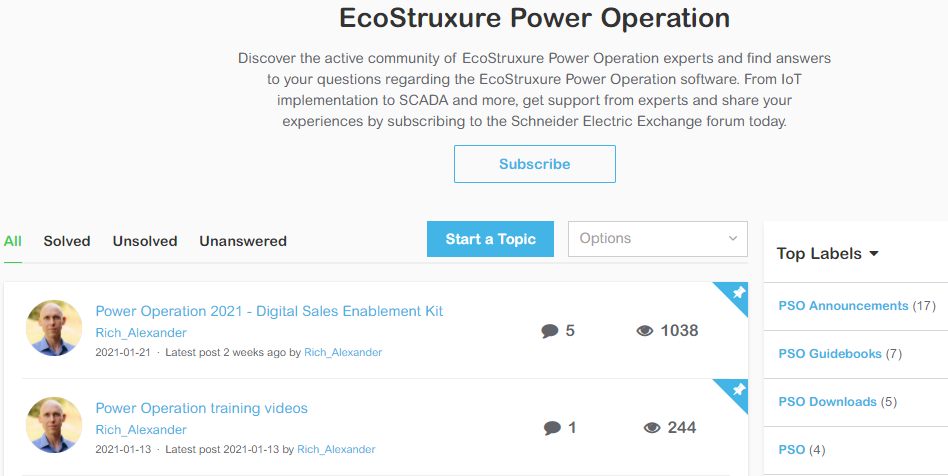 EcoStruxure Power Operation
Discover the active community of EcoStruxure Power Operation experts and find answers
to your questions regarding the EcoStruxure Power Operation software. From IoT
implementation to SCADA and more, get support from experts and share your
experiences by subscribing to the Schneider Electric Exchange forum today.
Subscribe
All Solved Unsolved Unanswered
Start a Topic
Options
Power Operation 2021 - Digital Sales Enablement Kit
Rich_Alexander
2021-01-21 · Latest post 2 weeks ago by Rich_Alexander
5 1038
Power Operation training videos
Rich_Alexander
2021-01-13 · Latest post 2021-01-13 by Rich_Alexander
1 244
Top Labels
PSO Announcements (17)
PSO Guidebooks (7)
PSO Downloads (5)
PSO (4)